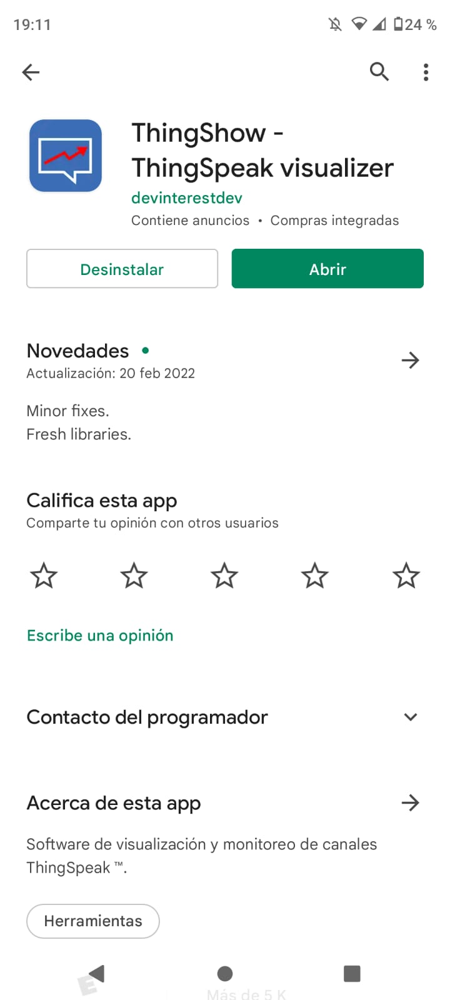 19:11
24 %
ThingShow -
ThingSpeak visualizer
devinterestdev
Contiene anuncios • Compras integradas
Desinstalar
Abrir
Novedades •
Actualización: 20 feb 2022
Minor fixes.
Fresh libraries.
Califica esta app
Comparte tu opinión con otros usuarios
Escribe una opinión
Contacto del programador
Acerca de esta app
Software de visualización y monitoreo de canales
ThingSpeak ™.
Herramientas
E
Más de 5 K